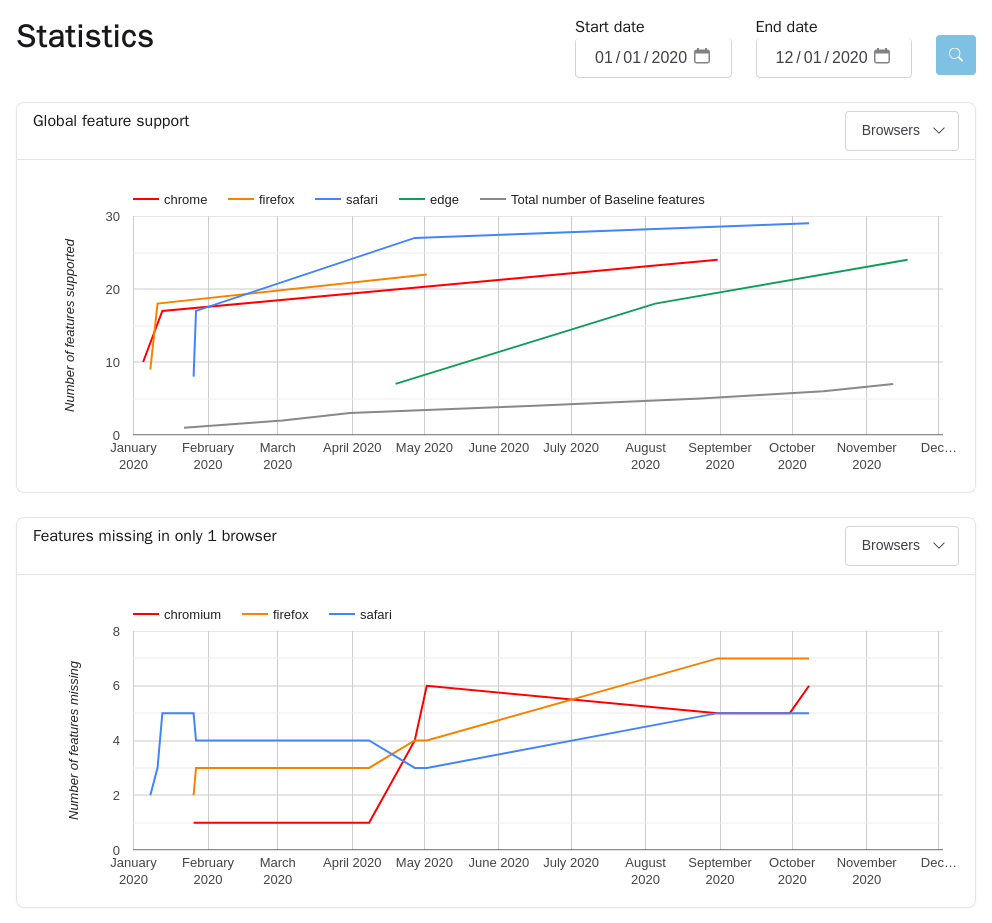 Statistics
Start date
End date
01/01/2020
12/01/2020
Global feature support
Browsers
chrome firefox safari edge Total number of Baseline features
Number of features supported
30
20
10
0
January 2020 February 2020 March 2020 April 2020 May 2020 June 2020 July 2020 August 2020 September 2020 October 2020 November 2020 Dec…
Features missing in only 1 browser
Browsers
chromium firefox safari
Number of features missing
8
6
4
2
0
January 2020 February 2020 March 2020 April 2020 May 2020 June 2020 July 2020 August 2020 September 2020 October 2020 November 2020 Dec…